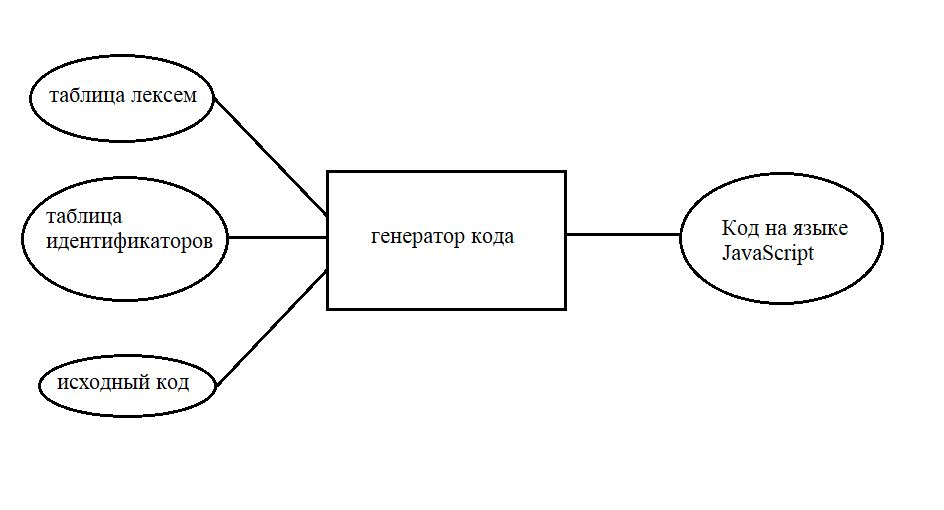 таблица лексем
таблица
идентификаторов
исходный код
генератор кода
Код на языке
JavaScript